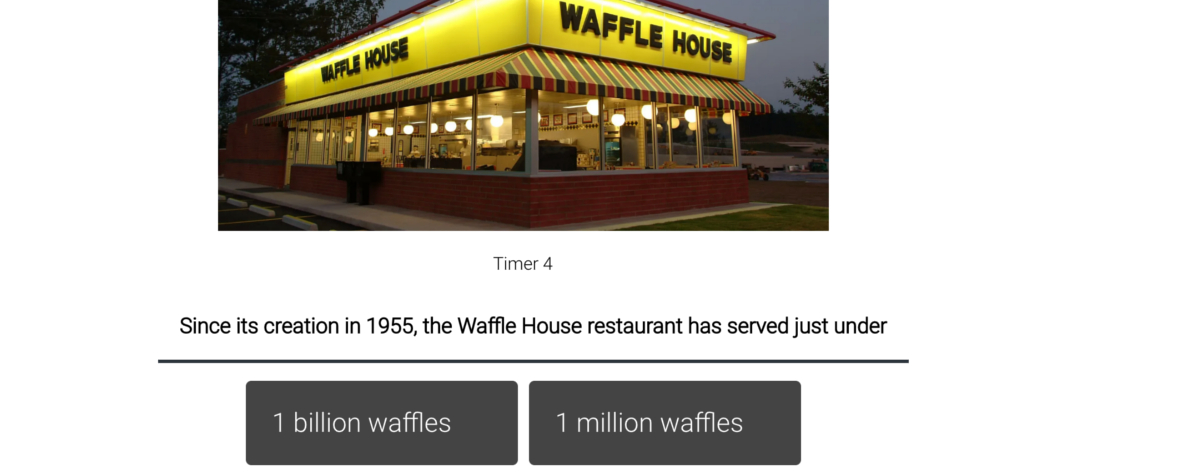 WAFFLE HOUSE WAFFLE HOUSE
Timer 4
Since its creation in 1955, the Waffle House restaurant has served just under
1 billion waffles
1 million waffles